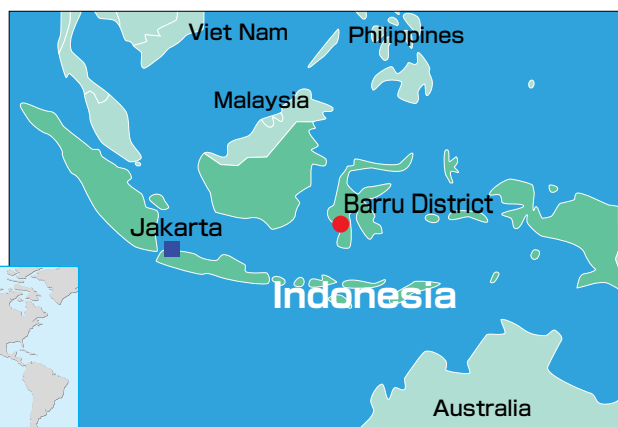 Viet Nam
Philippines
Malaysia
Barru District
Jakarta
Indonesia
Australia